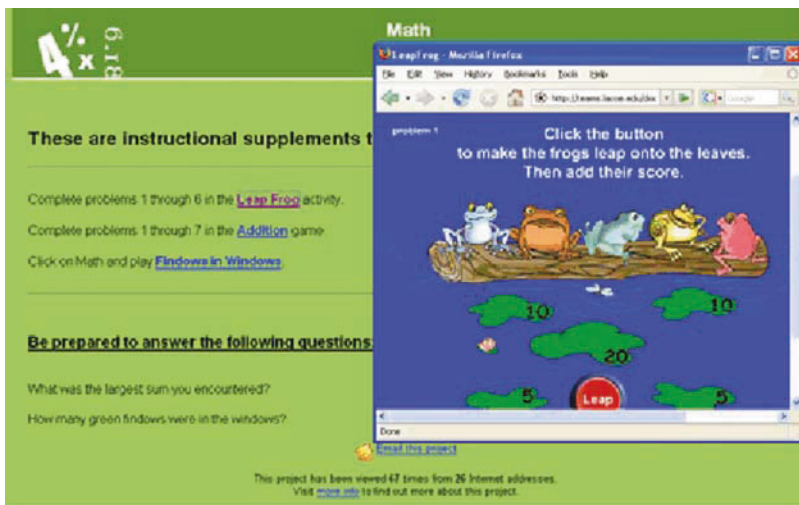 4 % x 6.18
Math
These are instructional supplements t
Complete problems 1 through 6 in the Leap Frog activity.
Complete problems 1 through 7 in the Addition game
Click on Math and play Findows in Windows.
Be prepared to answer the following questions:
What was the largest sum you encountered?
How many green findows were in the windows?
LeapFrog - Mozilla Firefox
File Edit View History Bookmarks Tools Help
Google
problem 1
Click the button
to make the frogs leap onto the leaves.
Then add their score.
10
10
20
5
Leap
5
Done
Email this project
This project has been viewed 67 times from 26 Internet addresses.
Visit more info to find out more about this project.